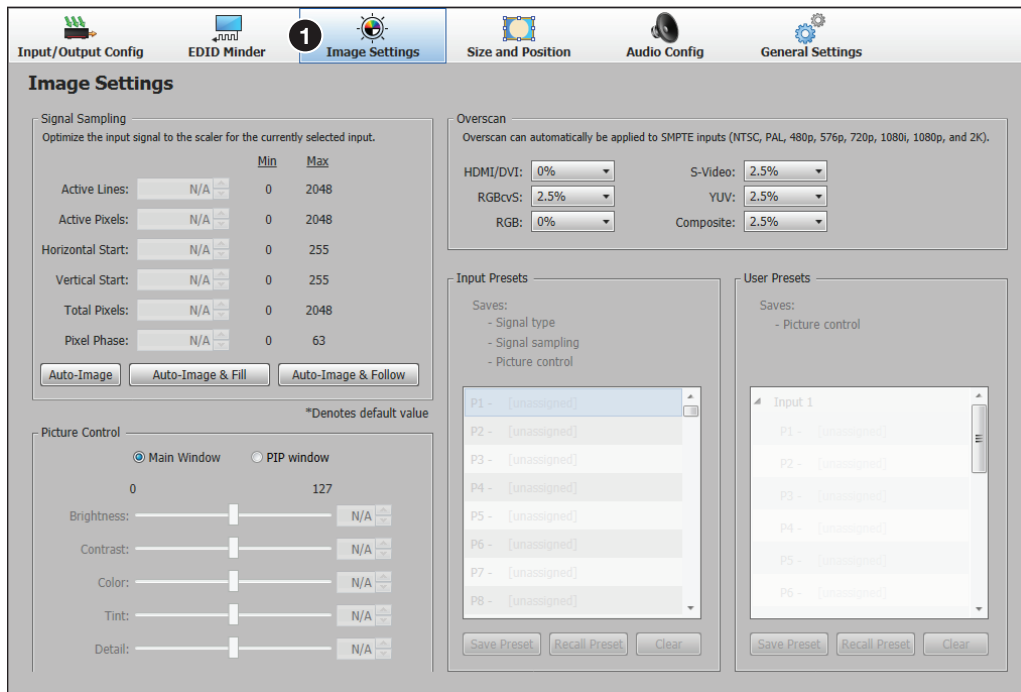 Input/Output Config
EDID Minder
1
Image Settings
Size and Position
Audio Config
General Settings
Image Settings
Signal Sampling
Optimize the input signal to the scaler for the currently selected input.
Min Max
Active Lines: N/A 0 2048
Active Pixels: N/A 0 2048
Horizontal Start: N/A 0 255
Vertical Start: N/A 0 255
Total Pixels: N/A 0 2048
Pixel Phase: N/A 0 63
Auto-Image Auto-Image & Fill Auto-Image & Follow
*Denotes default value
Picture Control
Main Window PIP window
0 127
Brightness: N/A
Contrast: N/A
Color: N/A
Tint: N/A
Detail: N/A
Overscan
Overscan can automatically be applied to SMPTE inputs (NTSC, PAL, 480p, 576p, 720p, 1080i, 1080p, and 2K).
HDMI/DVI: 0% S-Video: 2.5%
RGBcvS: 2.5% YUV: 2.5%
RGB: 0% Composite: 2.5%
Input Presets
Saves:
- Signal type
- Signal sampling
- Picture control
P1 - [unassigned]
P2 - [unassigned]
P3 - [unassigned]
P4 - [unassigned]
P5 - [unassigned]
P6 - [unassigned]
P7 - [unassigned]
P8 - [unassigned]
Save Preset Recall Preset Clear
User Presets
Saves:
- Picture control
Input 1
P1 - [unassigned]
P2 - [unassigned]
P3 - [unassigned]
P4 - [unassigned]
P5 - [unassigned]
P6 - [unassigned]
Save Preset Recall Preset Clear